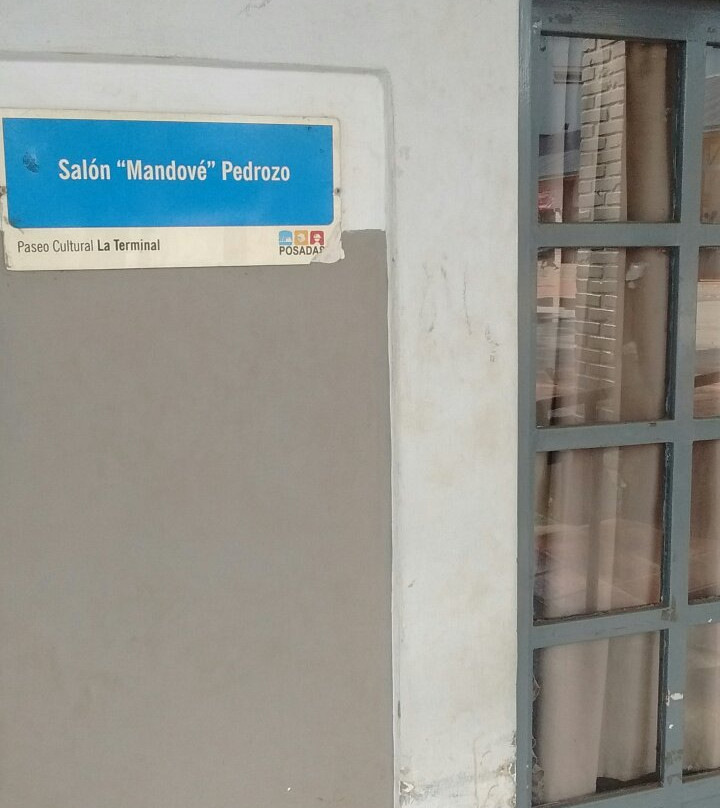 Salón “Mandové” Pedrozo
Paseo Cultural La Terminal
POSADAS